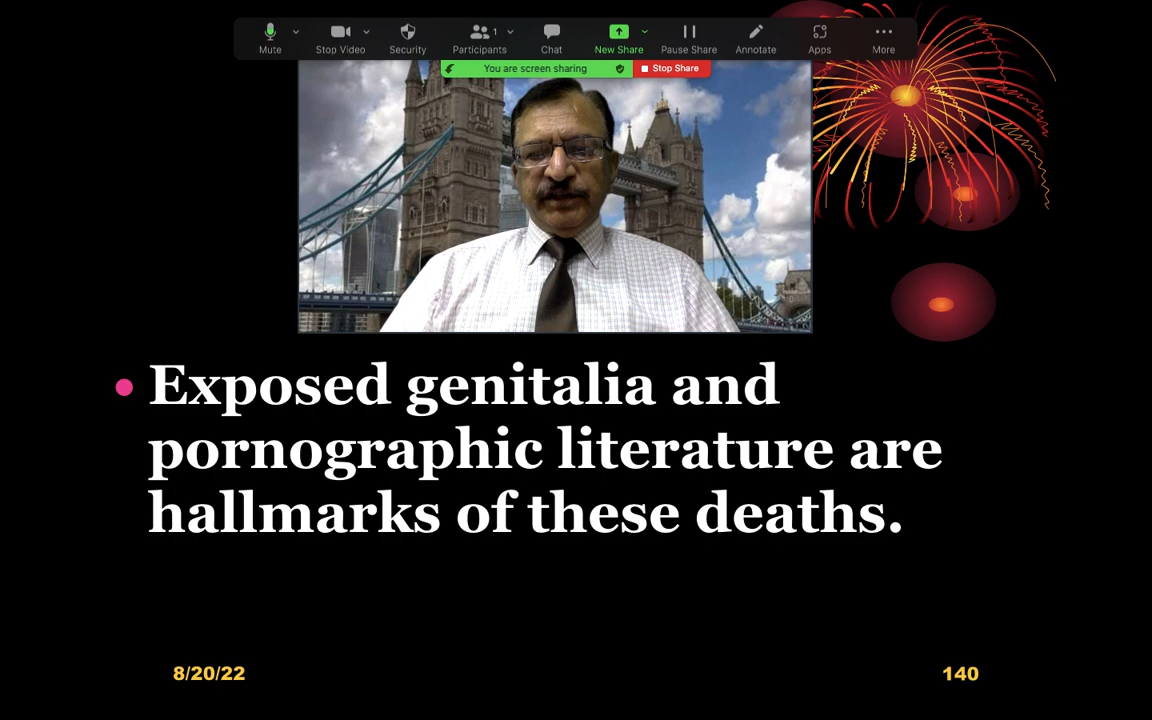 Mute Stop Video Security Participants 1 Chat New Share Pause Share Annotate Apps More
You are screen sharing Stop Share
• Exposed genitalia and
pornographic literature are
hallmarks of these deaths.
8/20/22 140